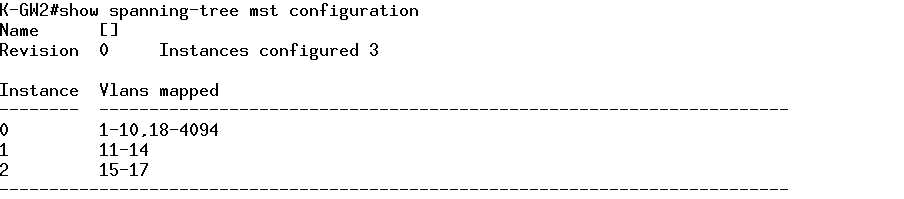 K-GW2#show spanning-tree mst configuration
Name      []
Revision  0     Instances configured 3

Instance  Vlans mapped
--------  ---------------------------------------------------------------------
0         1-10,18-4094
1         11-14
2         15-17
-------------------------------------------------------------------------------